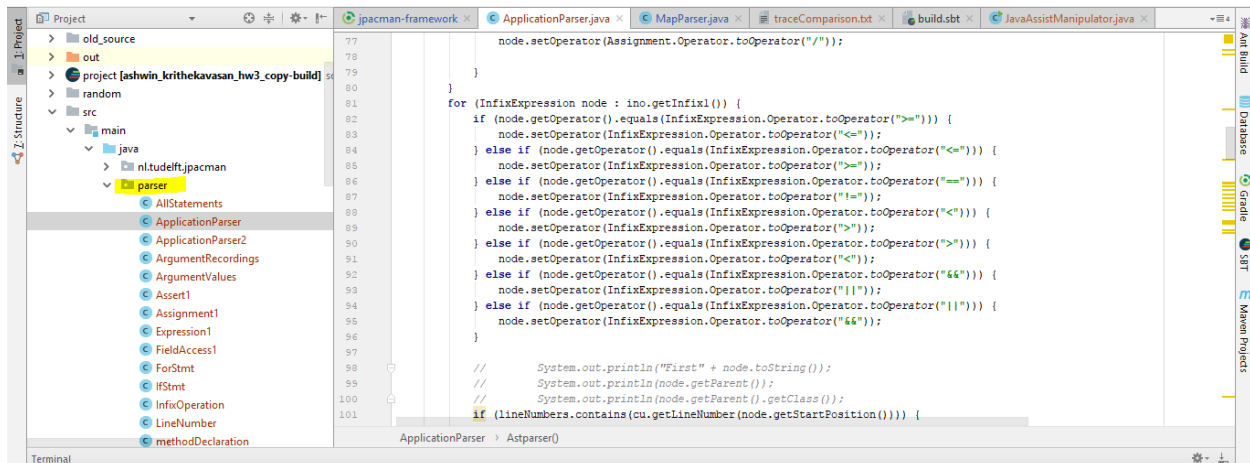 1: Project
Z: Structure
Project
old_source
out
project [ashwin_krithekavasan_hw3_copy-build]
random
src
main
java
nl.tudelft.jpacman
parser
AllStatements
ApplicationParser
ApplicationParser2
ArgumentRecordings
ArgumentValues
Assert1
Assignment1
Expression1
FieldAccess1
ForStmt
IfStmt
InfixOperation
LineNumber
methodDeclaration
jpacman-framework
ApplicationParser.java
MapParser.java
traceComparison.txt
build.sbt
JavaAssistManipulator.java
77 node.setOperator(Assignment.Operator.toOperator("/"));
78
79 }
80 }
81 for (InfixExpression node : ino.getInfix1()) {
82 if (node.getOperator().equals(InfixExpression.Operator.toOperator(">="))) {
83 node.setOperator(InfixExpression.Operator.toOperator("<="));
84 } else if (node.getOperator().equals(InfixExpression.Operator.toOperator("<="))) {
85 node.setOperator(InfixExpression.Operator.toOperator(">="));
86 } else if (node.getOperator().equals(InfixExpression.Operator.toOperator("=="))) {
87 node.setOperator(InfixExpression.Operator.toOperator("!="));
88 } else if (node.getOperator().equals(InfixExpression.Operator.toOperator("<"))) {
89 node.setOperator(InfixExpression.Operator.toOperator(">"));
90 } else if (node.getOperator().equals(InfixExpression.Operator.toOperator(">"))) {
91 node.setOperator(InfixExpression.Operator.toOperator("<"));
92 } else if (node.getOperator().equals(InfixExpression.Operator.toOperator("&&"))) {
93 node.setOperator(InfixExpression.Operator.toOperator("||"));
94 } else if (node.getOperator().equals(InfixExpression.Operator.toOperator("||"))) {
95 node.setOperator(InfixExpression.Operator.toOperator("&&"));
96 }
97
98 // System.out.println("First" + node.toString());
99 // System.out.println(node.getParent());
100 // System.out.println(node.getParent().getClass());
101 if (lineNumbers.contains(cu.getLineNumber(node.getStartPosition()))) {
ApplicationParser > Astparser()
Ant Build
Database
Gradle
SBT
Maven Projects
Terminal